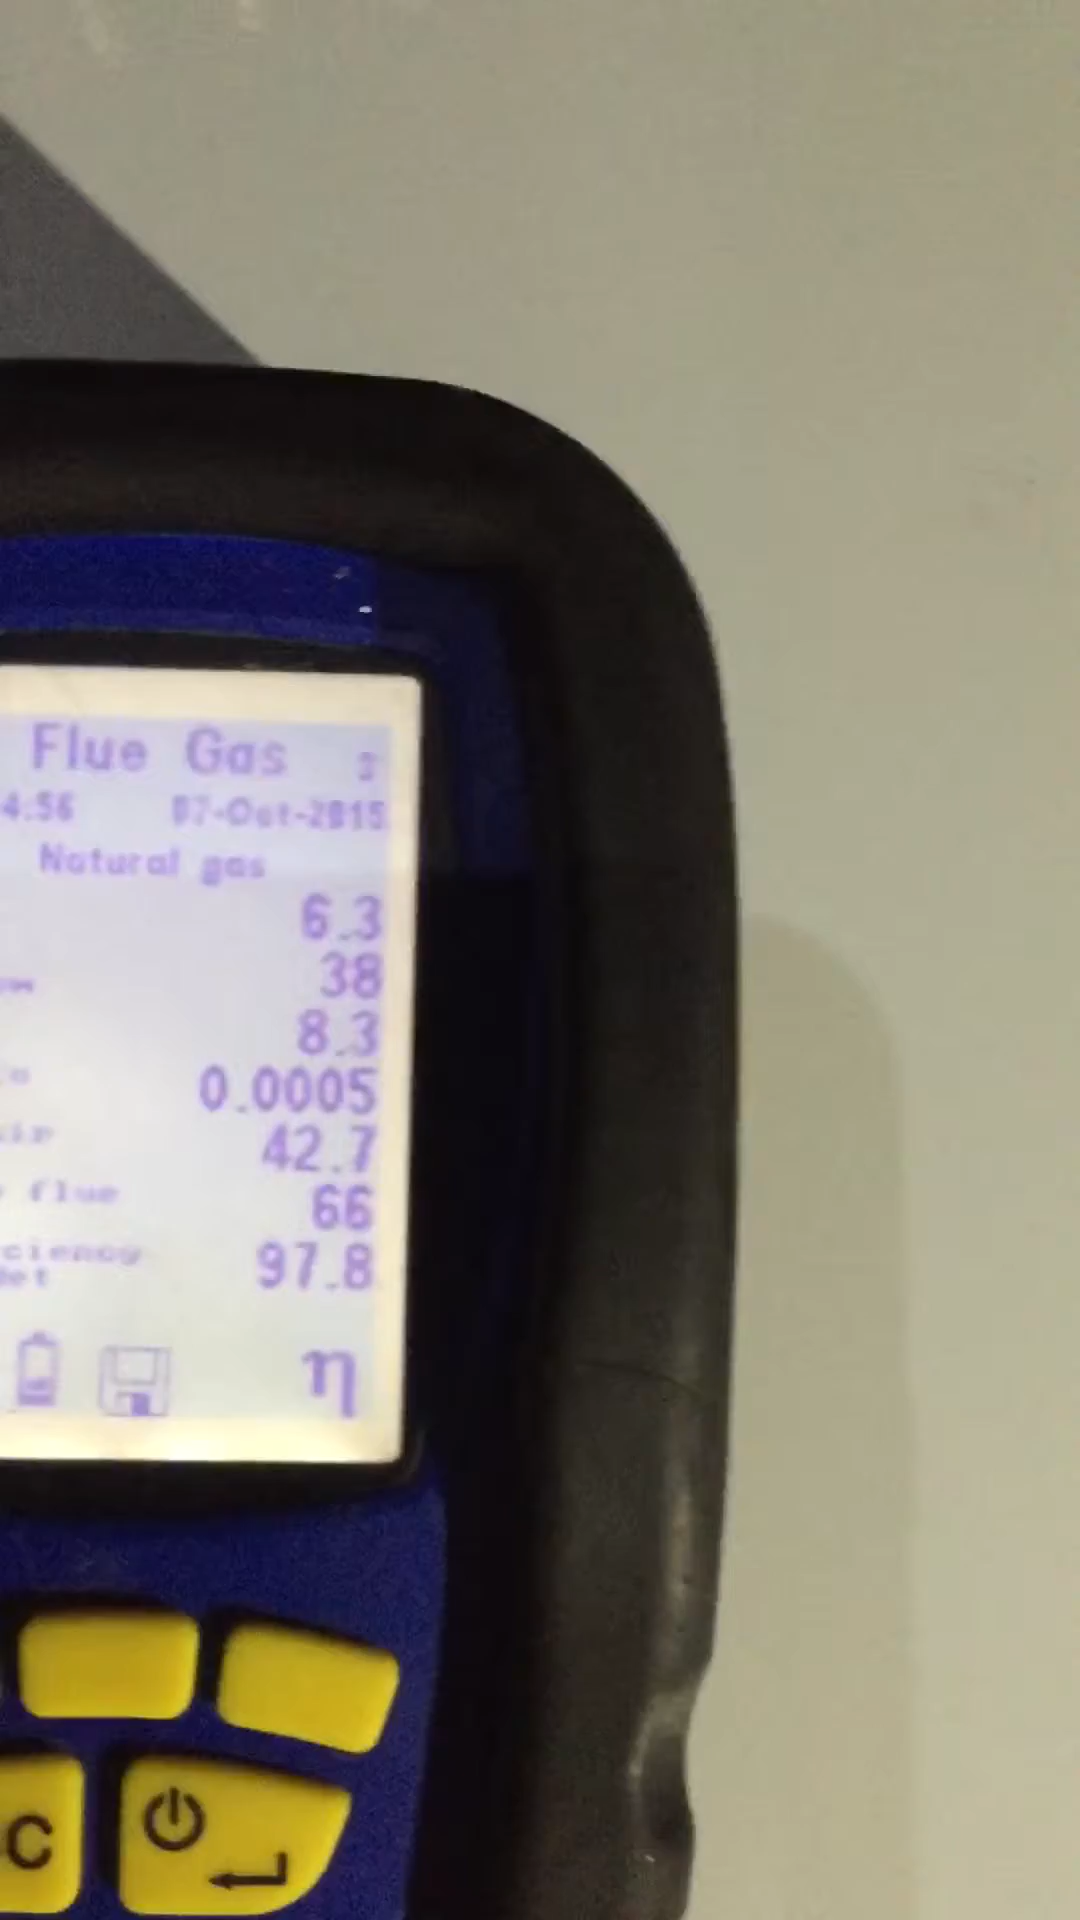 Flue Gas 2
4:56 07-Oct-2015
Natural gas
6.3
38
8.3
0.0005
42.7
flue 66
ciency 97.8
η
C